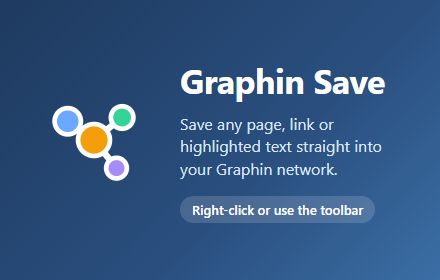 Graphin Save
Save any page, link or
highlighted text straight into
your Graphin network.
Right-click or use the toolbar